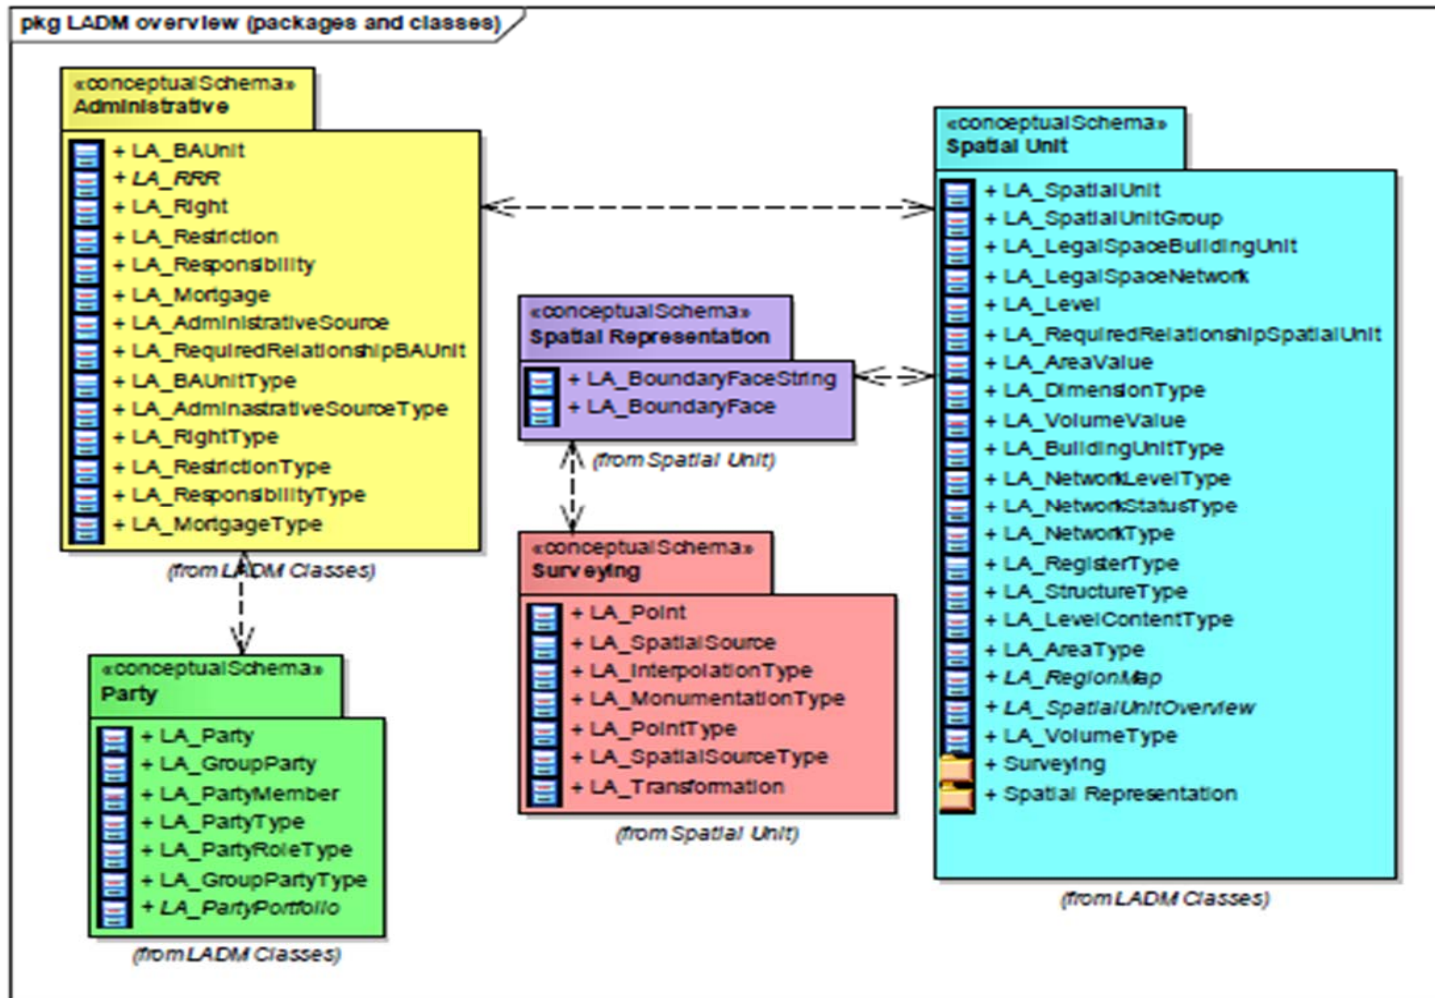 pkg LADM overview (packages and classes)
«conceptualSchema»
Administrative
+ LA_BAUnit
+ LA_RRR
+ LA_Right
+ LA_Restriction
+ LA_Responsibility
+ LA_Mortgage
+ LA_AdministrativeSource
+ LA_RequiredRelationshipBAUnit
+ LA_BAUnitType
+ LA_AdminastrativeSourceType
+ LA_RightType
+ LA_RestrictionType
+ LA_ResponsibilityType
+ LA_MortgageType
(from LADM Classes)
«conceptualSchema»
Party
+ LA_Party
+ LA_GroupParty
+ LA_PartyMember
+ LA_PartyType
+ LA_PartyRoleType
+ LA_GroupPartyType
+ LA_PartyPortfolio
(from LADM Classes)
«conceptualSchema»
Spatial Representation
+ LA_BoundaryFaceString
+ LA_BoundaryFace
(from Spatial Unit)
«conceptualSchema»
Surveying
+ LA_Point
+ LA_SpatialSource
+ LA_InterpolationType
+ LA_MonumentationType
+ LA_PointType
+ LA_SpatialSourceType
+ LA_Transformation
(from Spatial Unit)
«conceptualSchema»
Spatial Unit
+ LA_SpatialUnit
+ LA_SpatialUnitGroup
+ LA_LegalSpaceBuildingUnit
+ LA_LegalSpaceNetwork
+ LA_Level
+ LA_RequiredRelationshipSpatialUnit
+ LA_AreaValue
+ LA_DimensionType
+ LA_VolumeValue
+ LA_BuildingUnitType
+ LA_NetworkLevelType
+ LA_NetworkStatusType
+ LA_NetworkType
+ LA_RegisterType
+ LA_StructureType
+ LA_LevelContentType
+ LA_AreaType
+ LA_RegionMap
+ LA_SpatialUnitOverview
+ LA_VolumeType
+ Surveying
+ Spatial Representation
(from LADM Classes)